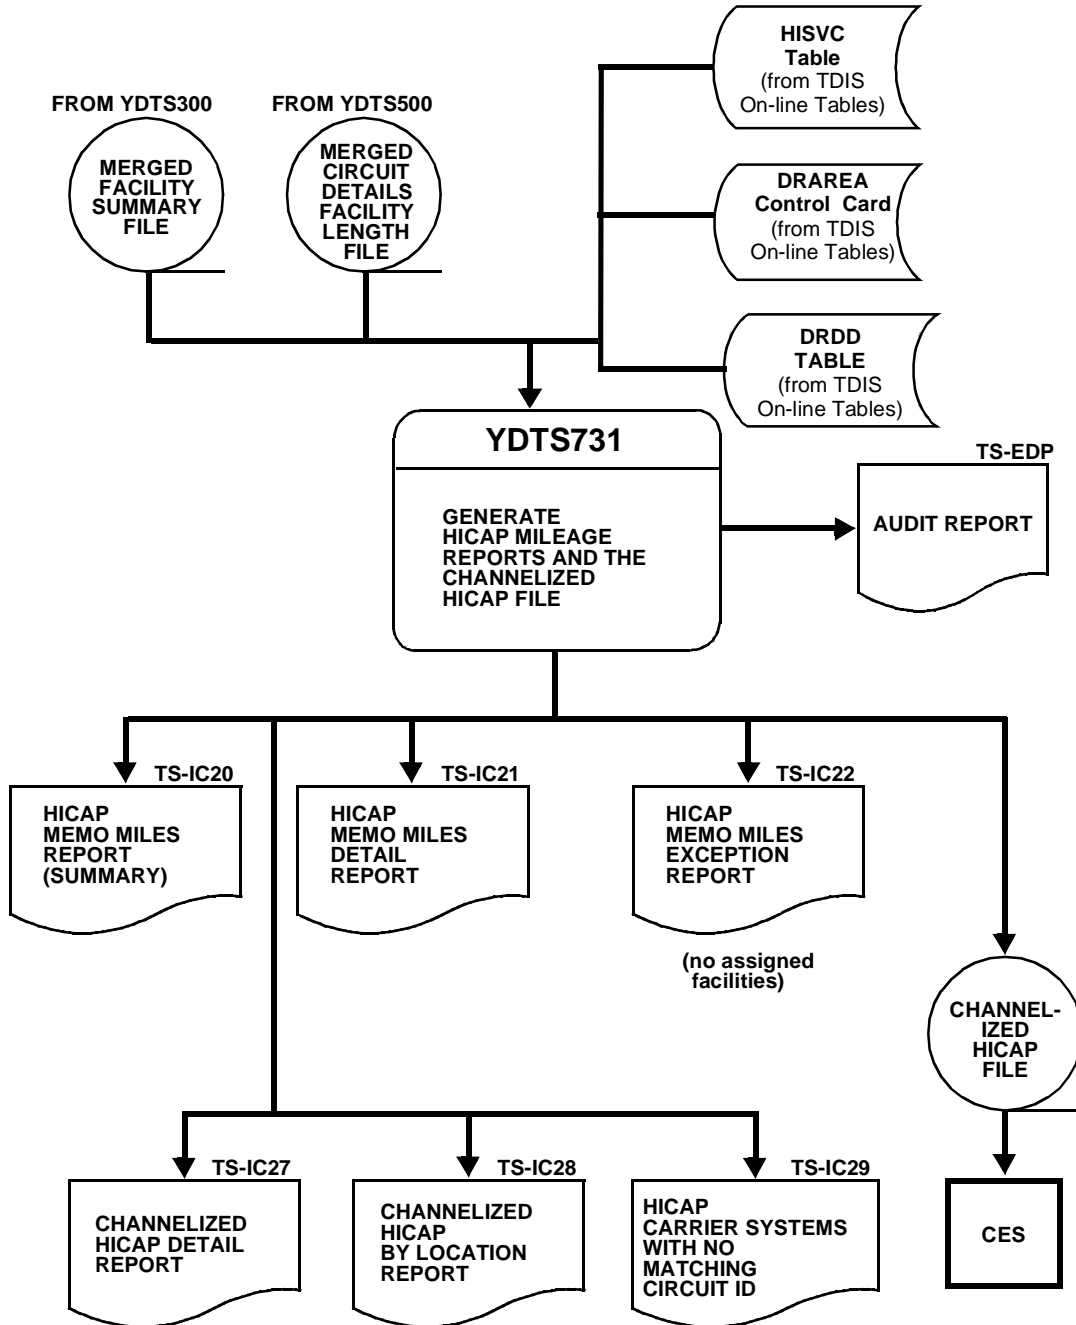 HISVC
Table
(from TDIS
On-line Tables)
FROM YDTS300
FROM YDTS500
MERGED
FACILITY
SUMMARY
FILE
MERGED
CIRCUIT
DETAILS
FACILITY
LENGTH
FILE
DRAREA
Control Card
(from TDIS
On-line Tables)
DRDD
TABLE
(from TDIS
On-line Tables)
YDTS731
GENERATE
HICAP MILEAGE
REPORTS AND THE
CHANNELIZED
HICAP FILE
TS-EDP
AUDIT REPORT
TS-IC20
HICAP
MEMO MILES
REPORT
(SUMMARY)
TS-IC21
HICAP
MEMO MILES
DETAIL
REPORT
TS-IC22
HICAP
MEMO MILES
EXCEPTION
REPORT
(no assigned
facilities)
CHANNEL-
IZED
HICAP
FILE
TS-IC27
CHANNELIZED
HICAP DETAIL
REPORT
TS-IC28
CHANNELIZED
HICAP
BY LOCATION
REPORT
TS-IC29
HICAP
CARRIER SYSTEMS
WITH NO
MATCHING
CIRCUIT ID
CES